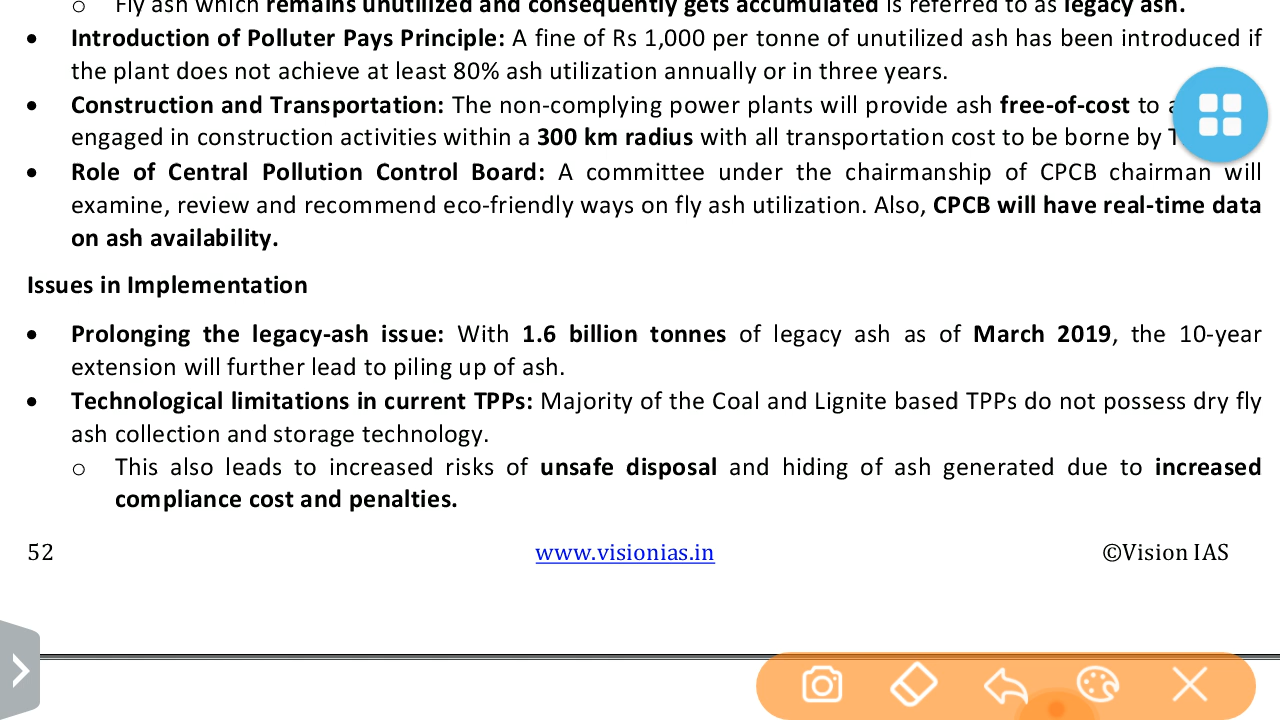 o Fly ash which remains unutilized and consequently gets accumulated is referred to as legacy ash.
• Introduction of Polluter Pays Principle: A fine of Rs 1,000 per tonne of unutilized ash has been introduced if
the plant does not achieve at least 80% ash utilization annually or in three years.
• Construction and Transportation: The non-complying power plants will provide ash free-of-cost to
engaged in construction activities within a 300 km radius with all transportation cost to be borne by
• Role of Central Pollution Control Board: A committee under the chairmanship of CPCB chairman will
examine, review and recommend eco-friendly ways on fly ash utilization. Also, CPCB will have real-time data
on ash availability.
Issues in Implementation
• Prolonging the legacy-ash issue: With 1.6 billion tonnes of legacy ash as of March 2019, the 10-year
extension will further lead to piling up of ash.
• Technological limitations in current TPPs: Majority of the Coal and Lignite based TPPs do not possess dry fly
ash collection and storage technology.
o This also leads to increased risks of unsafe disposal and hiding of ash generated due to increased
compliance cost and penalties.
52 www.visionias.in ©Vision IAS